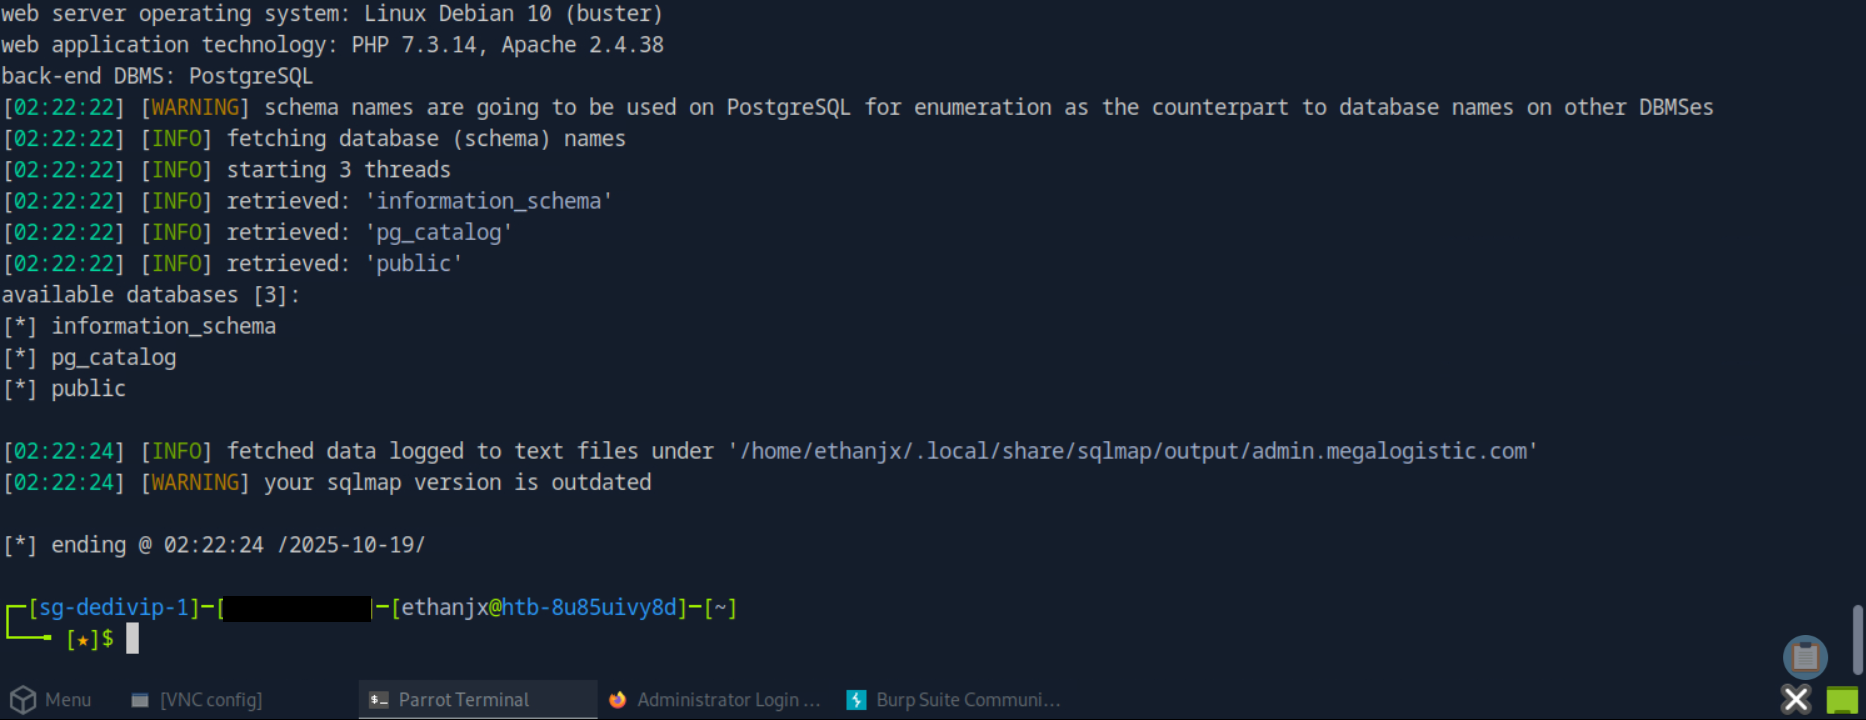 web server operating system: Linux Debian 10 (buster)
web application technology: PHP 7.3.14, Apache 2.4.38
back-end DBMS: PostgreSQL
[02:22:22] [WARNING] schema names are going to be used on PostgreSQL for enumeration as the counterpart to database names on other DBMSes
[02:22:22] [INFO] fetching database (schema) names
[02:22:22] [INFO] starting 3 threads
[02:22:22] [INFO] retrieved: 'information_schema'
[02:22:22] [INFO] retrieved: 'pg_catalog'
[02:22:22] [INFO] retrieved: 'public'
available databases [3]:
[*] information_schema
[*] pg_catalog
[*] public
[02:22:24] [INFO] fetched data logged to text files under '/home/ethanjx/.local/share/sqlmap/output/admin.megalogistic.com'
[02:22:24] [WARNING] your sqlmap version is outdated
[*] ending @ 02:22:24 /2025-10-19/
[sg-dedivip-1]-[ ]-[ethanjx@htb-8u85uivy8d]-[~]
[★]$
Menu [VNC config] Parrot Terminal Administrator Login ... Burp Suite Communi...